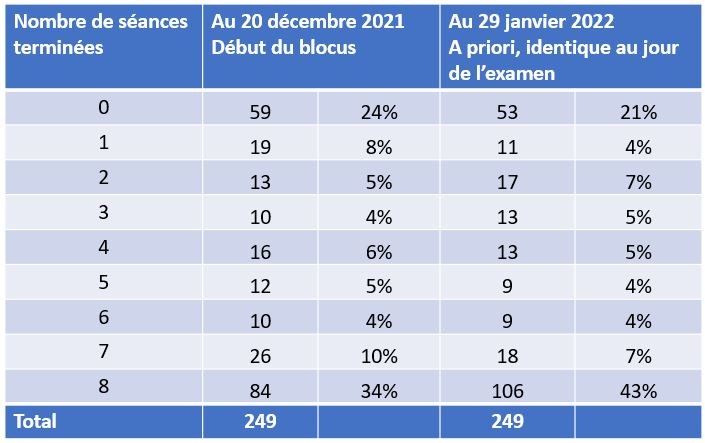 Nombre de séances terminées Au 20 décembre 2021 Début du blocus Au 29 janvier 2022 A priori, identique au jour de l'examen
0 59 24% 53 21%
1 19 8% 11 4%
2 13 5% 17 7%
3 10 4% 13 5%
4 16 6% 13 5%
5 12 5% 9 4%
6 10 4% 9 4%
7 26 10% 18 7%
8 84 34% 106 43%
Total 249 249